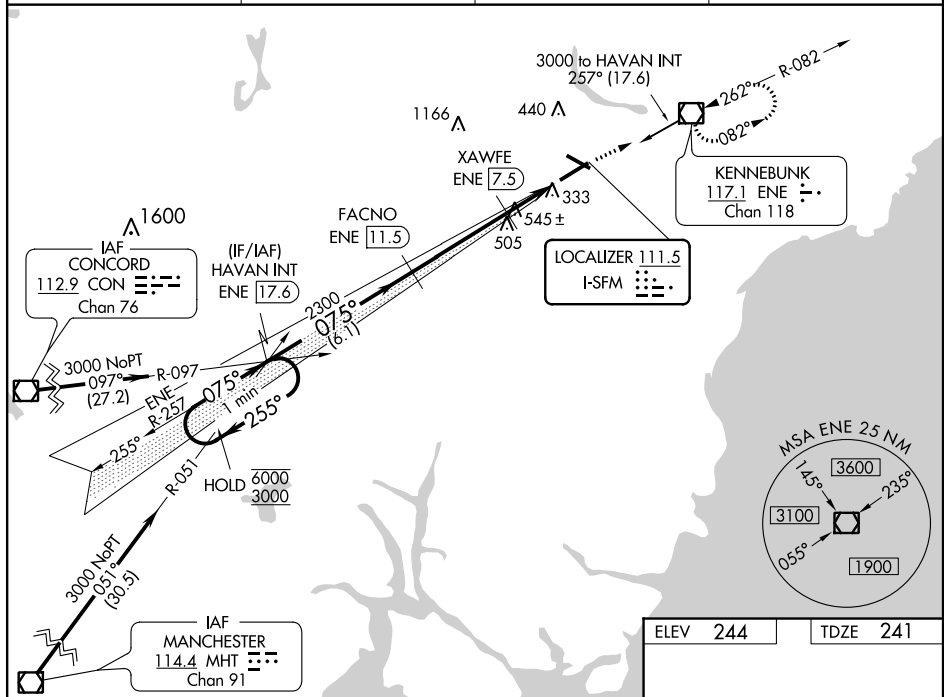 3000 to HAVAN INT
257° (17.6)
R-082
262°
082°
1166
440
XAWFE
ENE 7.5
333
545 ±
505
KENNEBUNK
117.1 ENE
Chan 118
FACNO
ENE 11.5
LOCALIZER 111.5
I-SFM
1600
IAF
CONCORD
112.9 CON
Chan 76
(IF/IAF)
HAVAN INT
ENE 17.6
2300
075°
(6.1)
3000 NoPT
097°
(27.2)
R-097
ENE
R-257
255°
075°
1 min
255°
HOLD 6000
3000
R-051
3000 NoPT
051°
(30.5)
IAF
MANCHESTER
114.4 MHT
Chan 91
MSA ENE 25 NM
145°
3600
235°
3100
055°
1900
ELEV 244
TDZE 241